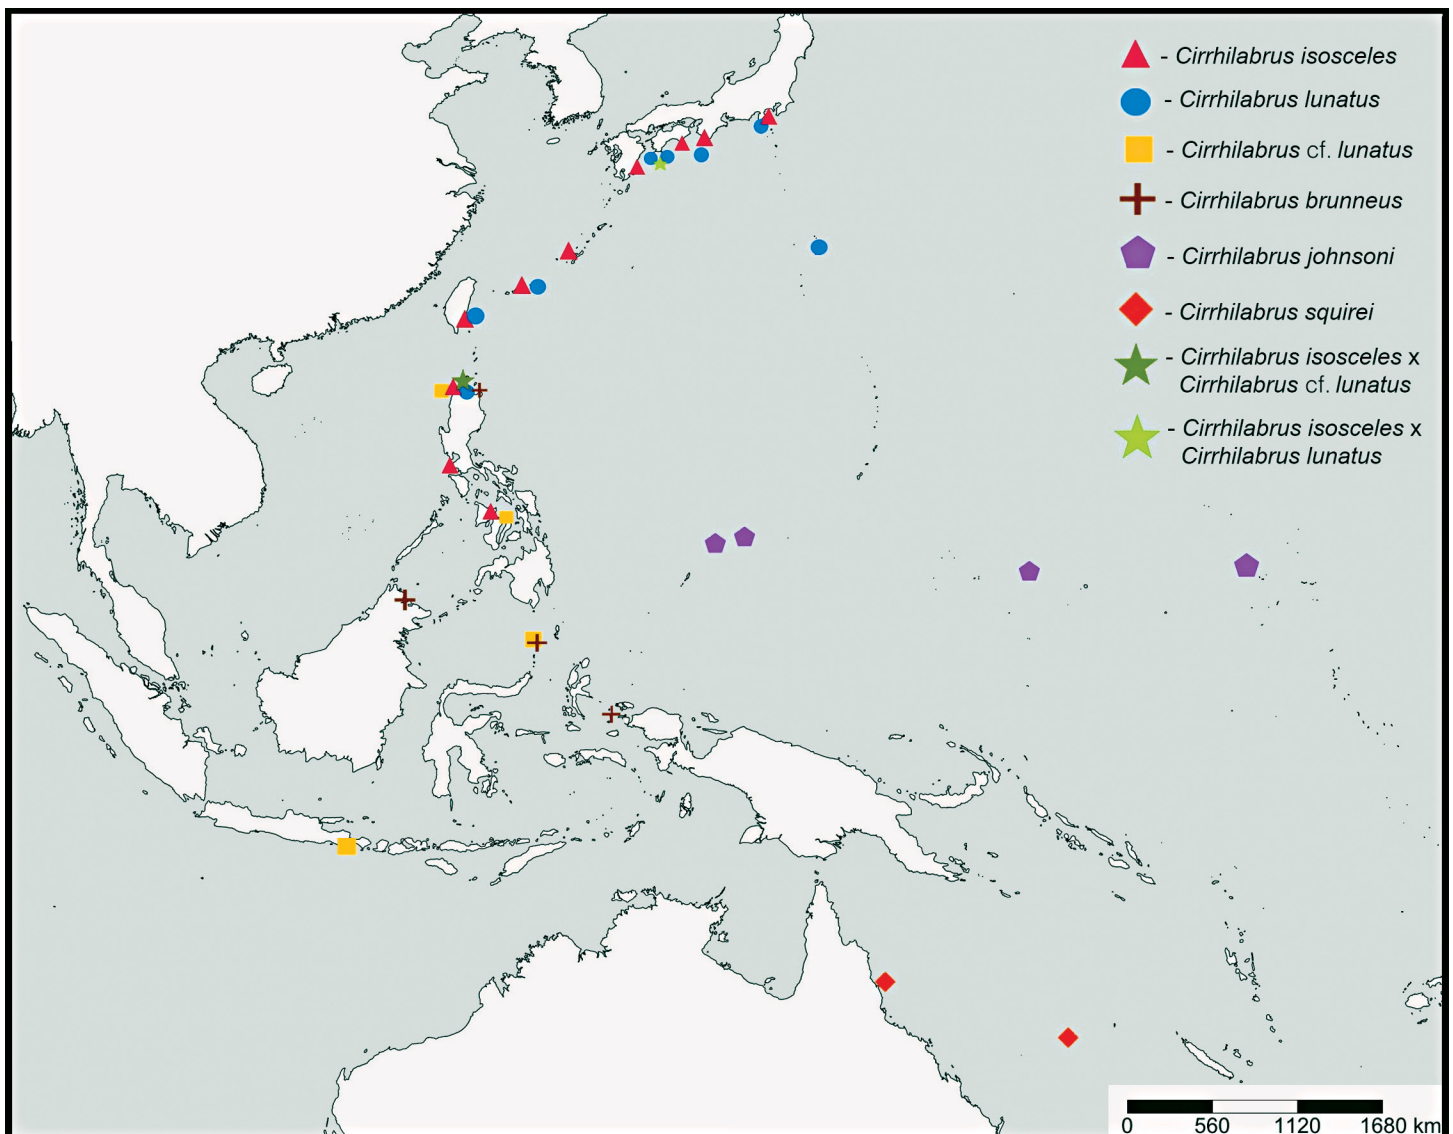 - Cirrhilabrus isosceles
- Cirrhilabrus lunatus
- Cirrhilabrus cf. lunatus
- Cirrhilabrus brunneus
- Cirrhilabrus johnsoni
- Cirrhilabrus squirei
- Cirrhilabrus isosceles x
Cirrhilabrus cf. lunatus
- Cirrhilabrus isosceles x
Cirrhilabrus lunatus
0 560 1120 1680 km